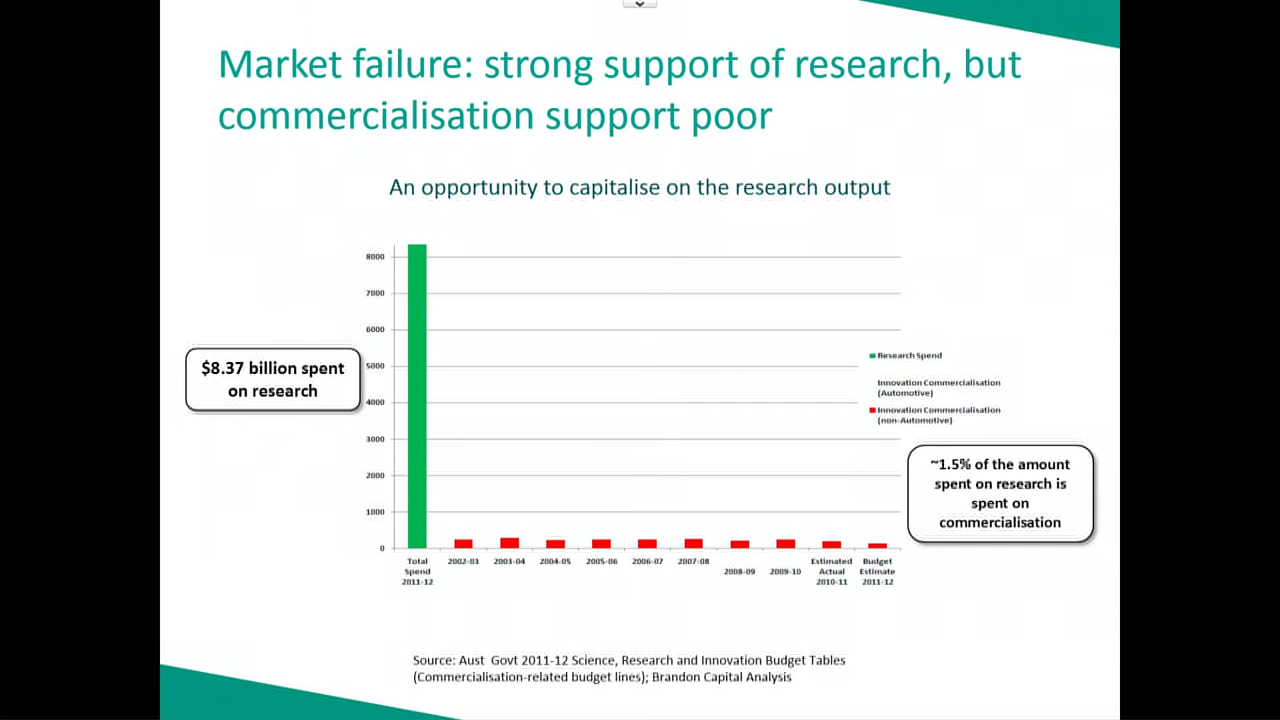 Market failure: strong support of research, but
commercialisation support poor
An opportunity to capitalise on the research output
8000
7000
6000
5000
4000
3000
2000
1000
0
$8.37 billion spent
on research
Research Spend
Innovation Commercialisation
(Automotive)
Innovation Commercialisation
(non-Automotive)
~1.5% of the amount
spent on research is
spent on
commercialisation
Total
Spend
2011-12
2002-03
2003-04
2004-05
2005-06
2006-07
2007-08
2008-09
2009-10
Estimated
Actual
2010-11
Budget
Estimate
2011-12
Source: Aust Govt 2011-12 Science, Research and Innovation Budget Tables
(Commercialisation-related budget lines); Brandon Capital Analysis